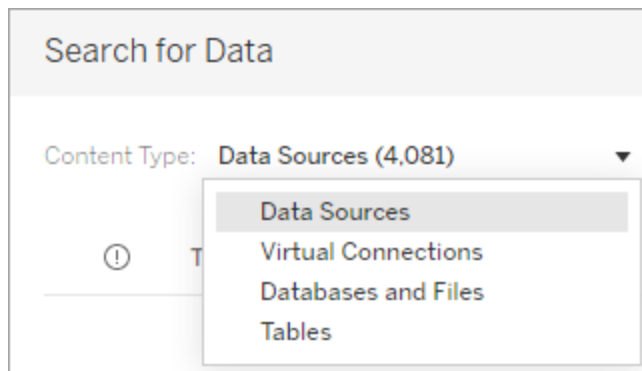 Search for Data
Content Type: Data Sources (4,081)
Data Sources
Virtual Connections
Databases and Files
Tables